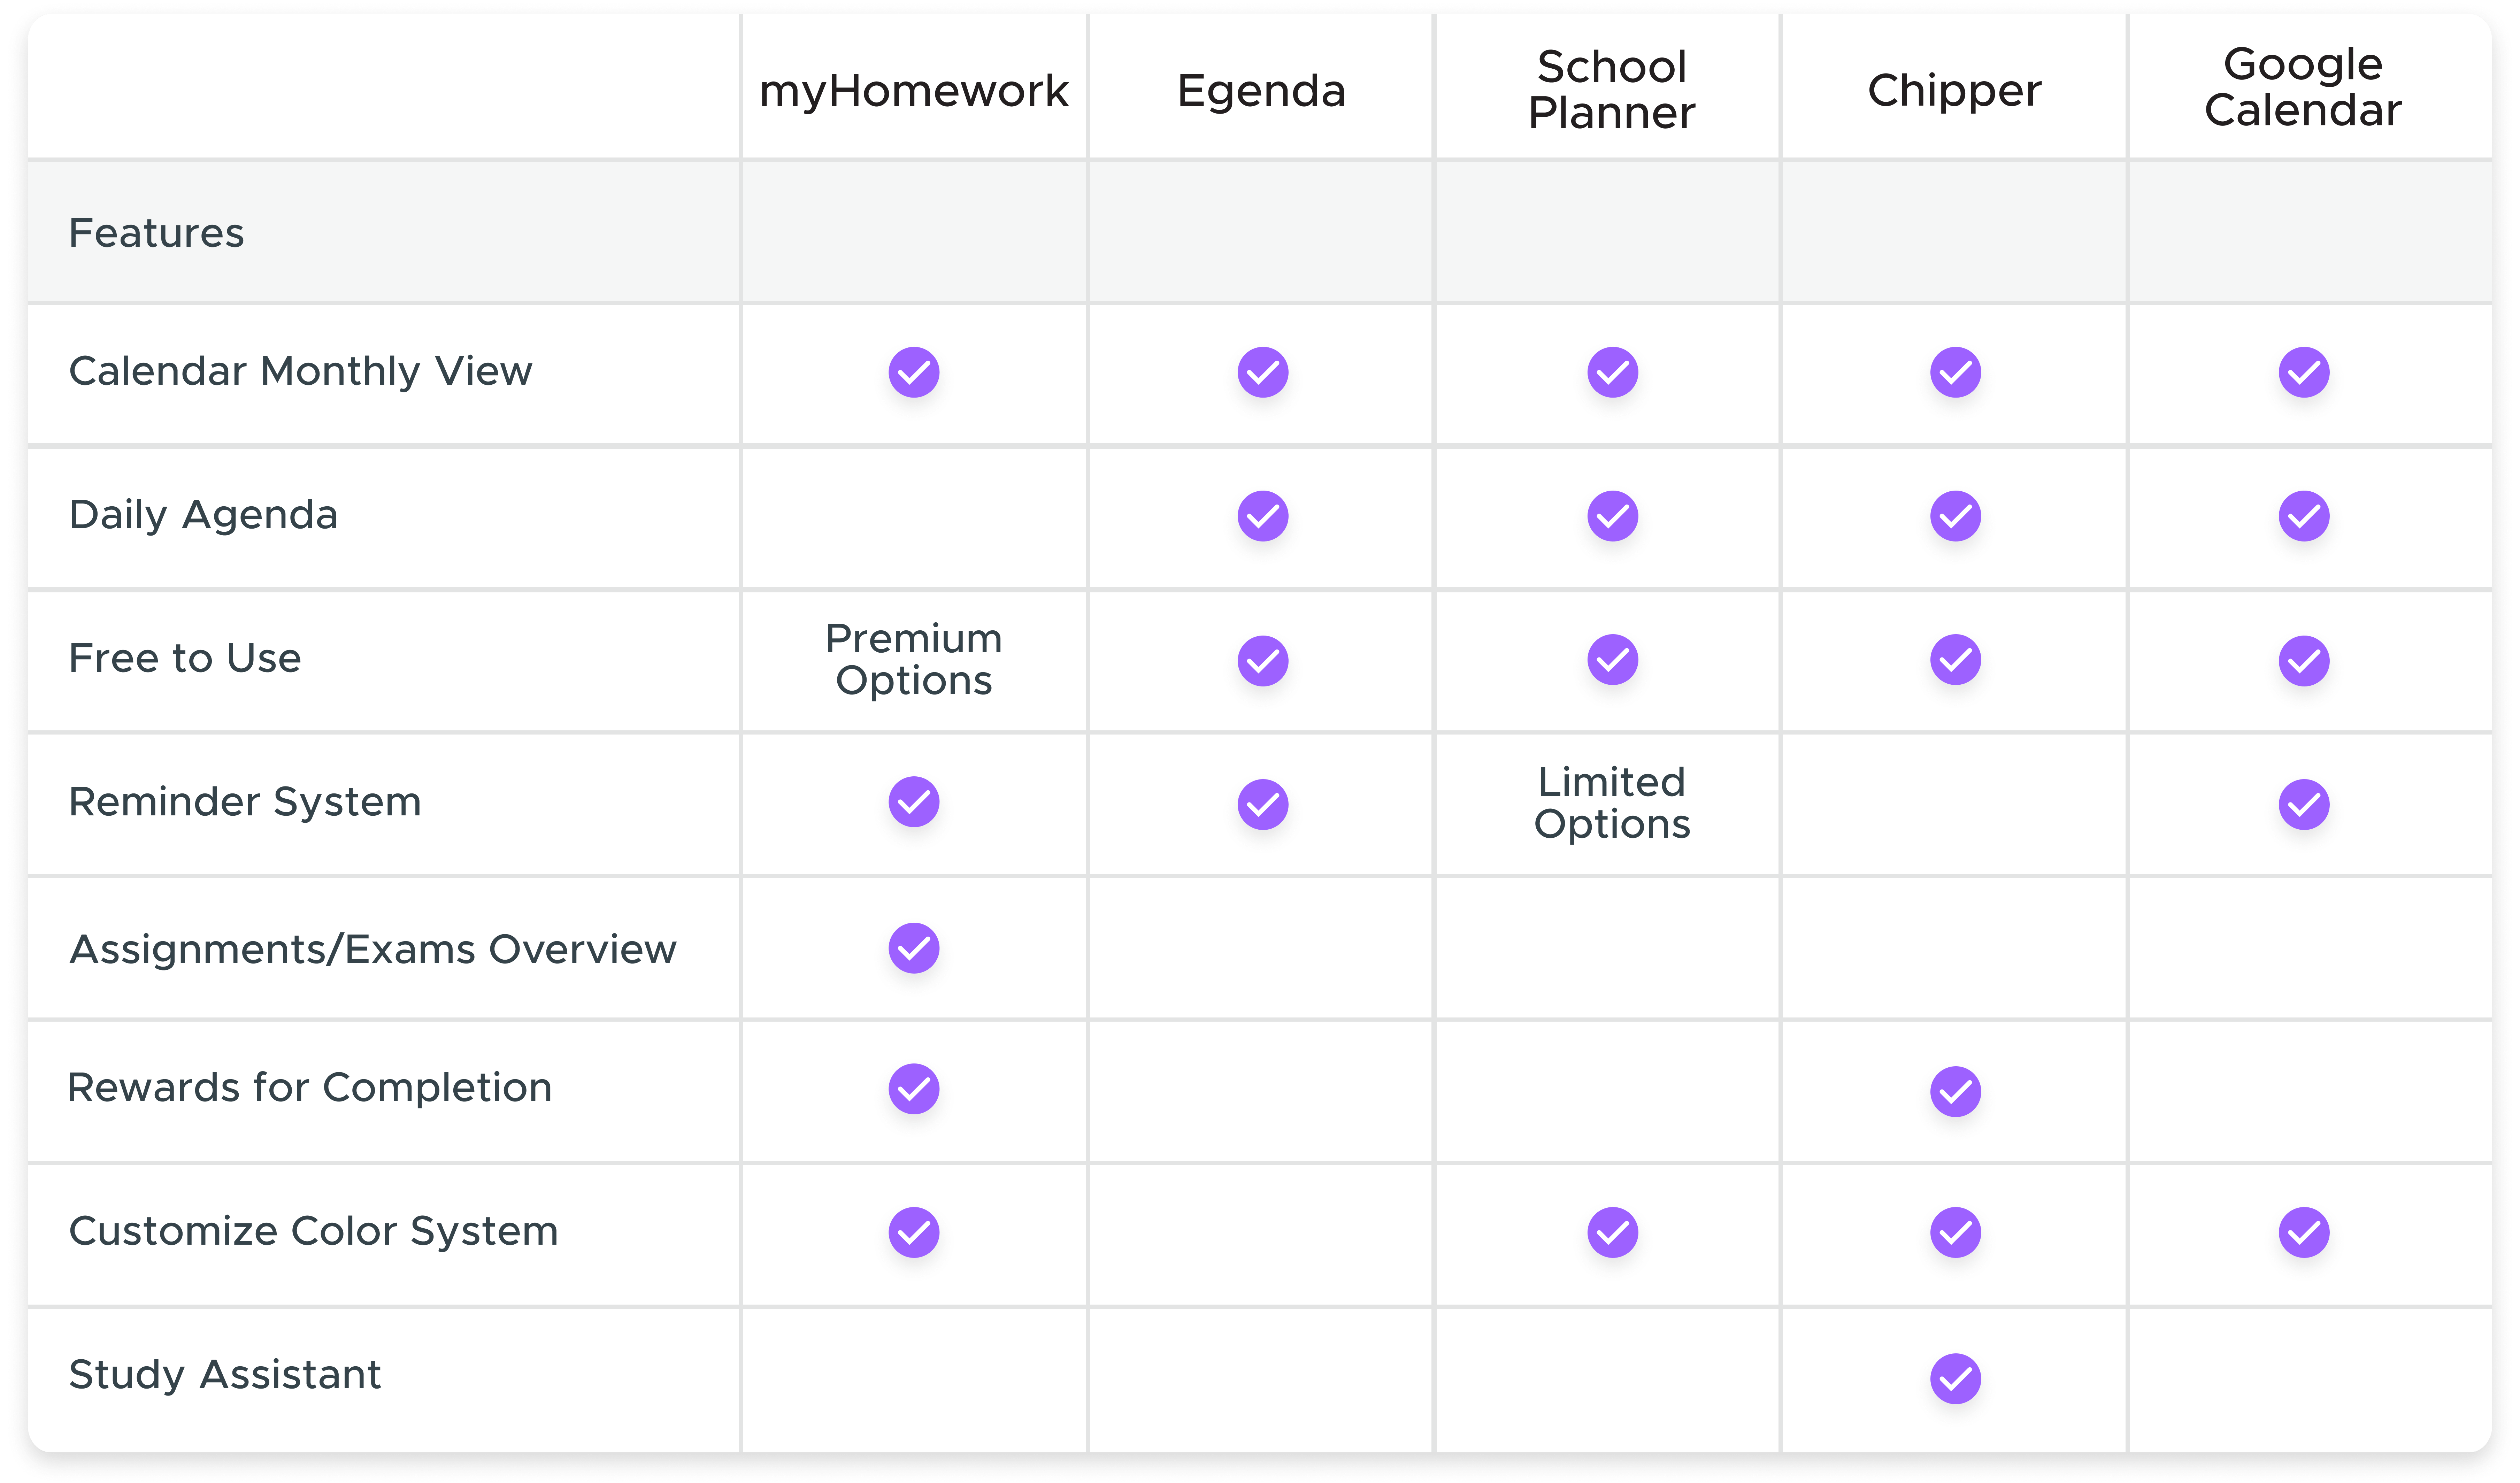 myHomework
Egenda
School
Planner
Chipper
Google
Calendar
Features
Calendar Monthly View
Daily Agenda
Free to Use
Premium
Options
Reminder System
Limited
Options
Assignments/Exams Overview
Rewards for Completion
Customize Color System
Study Assistant